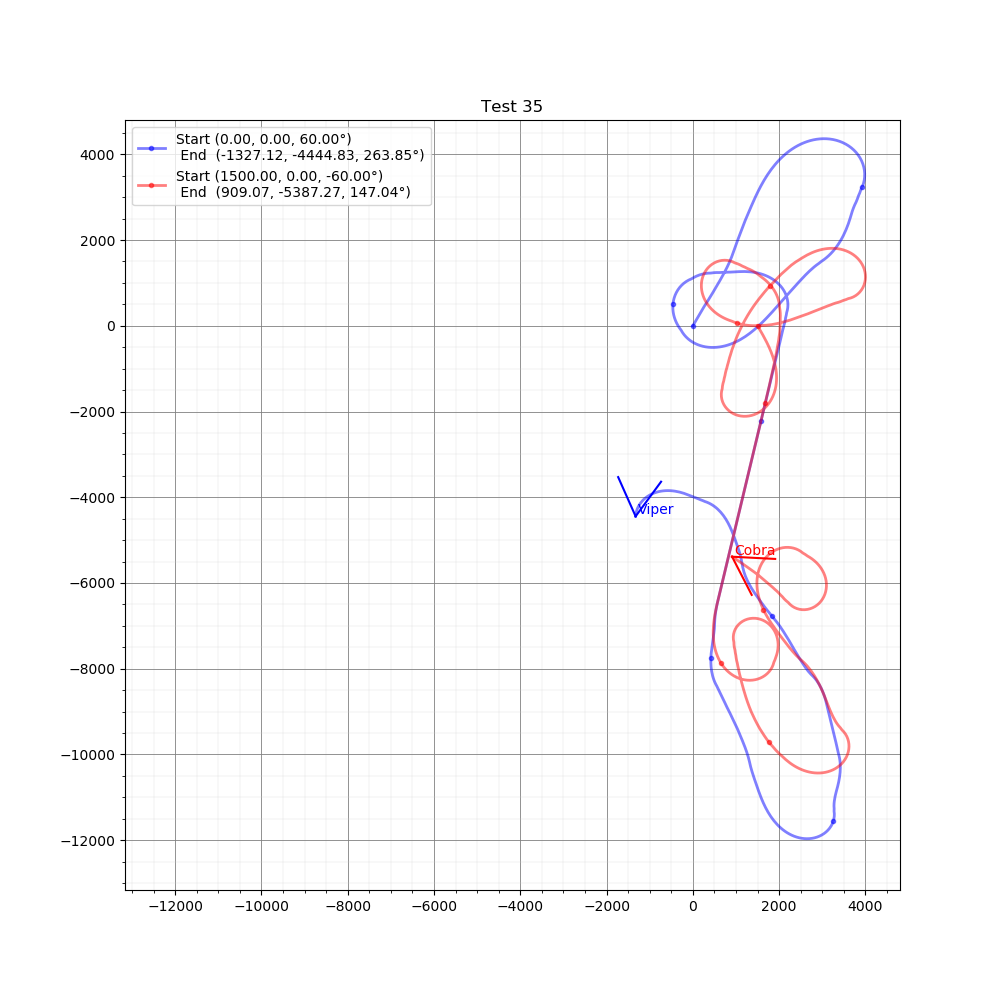 Test 35
Start (0.00, 0.00, 60.00°)
End  (-1327.12, -4444.83, 263.85°)
Start (1500.00, 0.00, -60.00°)
End  (909.07, -5387.27, 147.04°)
4000
2000
0
−2000
−4000
−6000
−8000
−10000
−12000
Viper
Cobra
−12000 −10000 −8000 −6000 −4000 −2000 0 2000 4000